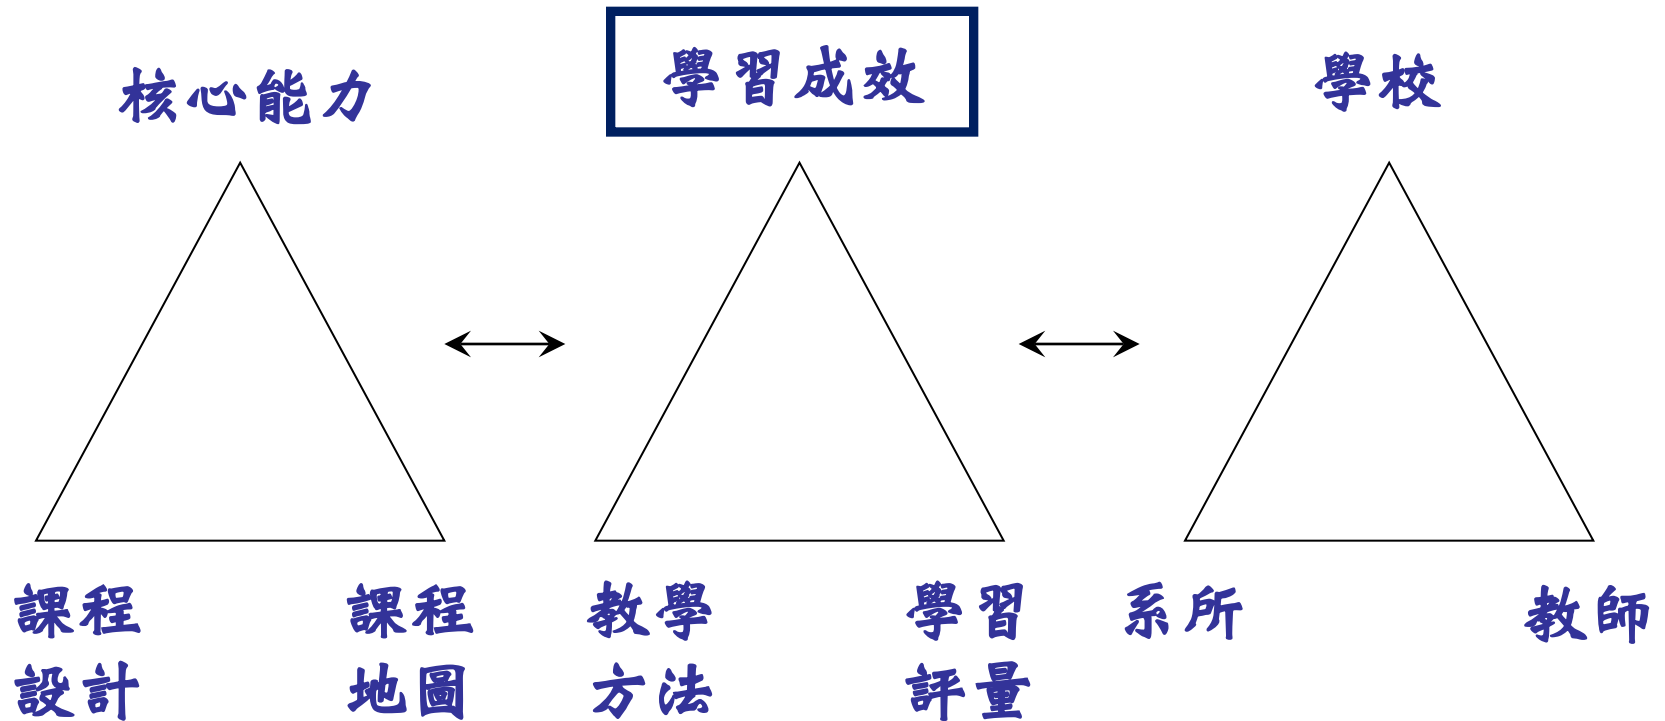 核心能力
學習成效
學校
課程
設計
課程
地圖
教學
方法
學習
評量
系所
教師